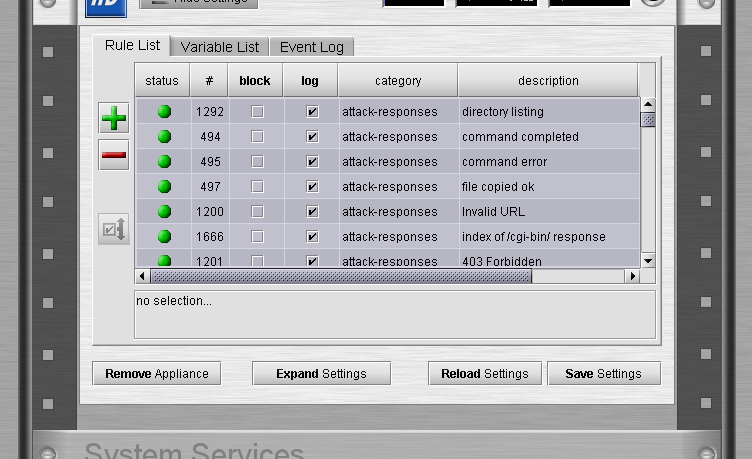 Hide Settings
Rule List Variable List Event Log
status # block log category description
1292 attack-responses directory listing
494 attack-responses command completed
495 attack-responses command error
497 attack-responses file copied ok
1200 attack-responses Invalid URL
1666 attack-responses index of /cgi-bin/ response
1201 attack-responses 403 Forbidden
no selection...
Remove Appliance Expand Settings Reload Settings Save Settings
System Services